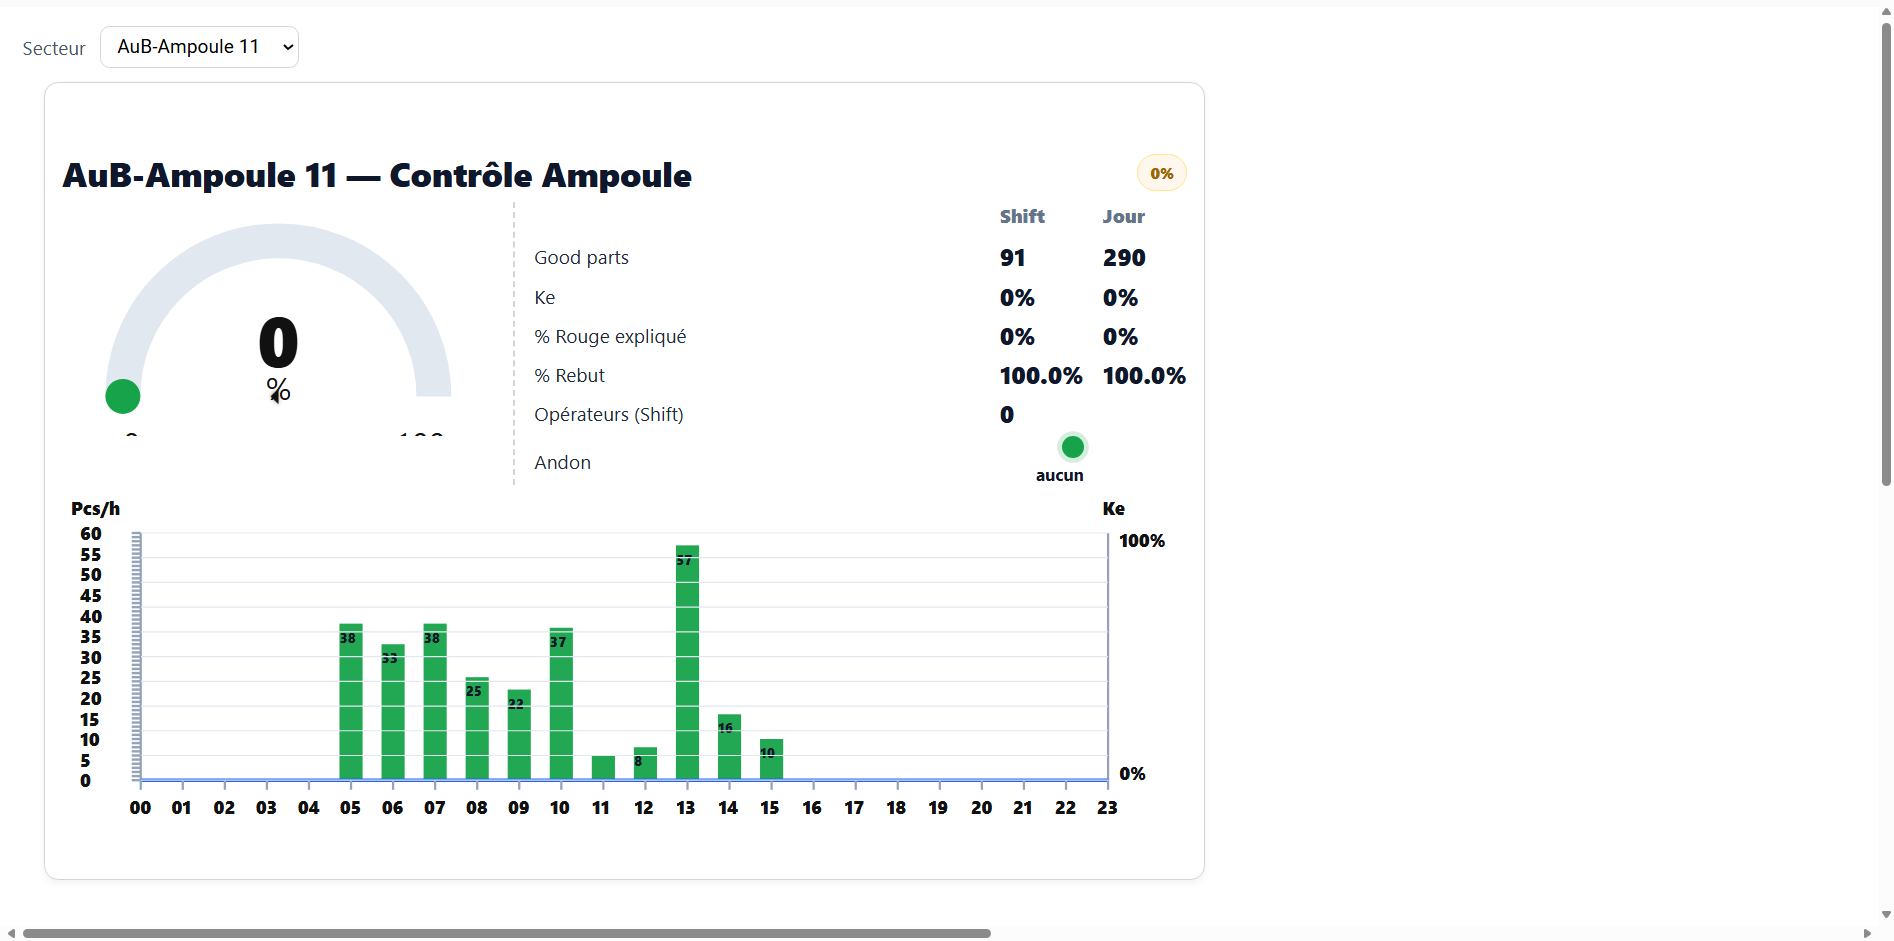 Secteur AuB-Ampoule 11
AuB-Ampoule 11 — Contrôle Ampoule 0%
Shift Jour
Good parts 91 290
Ke 0% 0%
% Rouge expliqué 0% 0%
% Rebut 100.0% 100.0%
Opérateurs (Shift) 0
Andon
aucun
0
%
Pcs/h Ke
60
55
50
45
40
35
30
25
20
15
10
5
0
100%
0%
38 33 38 25 22 37 8 57 16 10
00 01 02 03 04 05 06 07 08 09 10 11 12 13 14 15 16 17 18 19 20 21 22 23